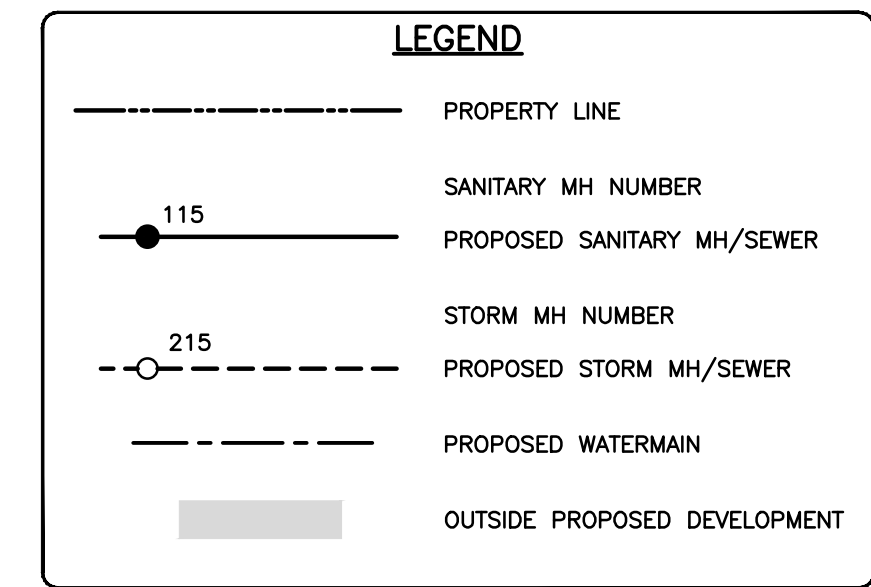 LEGEND
PROPERTY LINE
SANITARY MH NUMBER
115
PROPOSED SANITARY MH/SEWER
STORM MH NUMBER
215
PROPOSED STORM MH/SEWER
PROPOSED WATERMAIN
OUTSIDE PROPOSED DEVELOPMENT